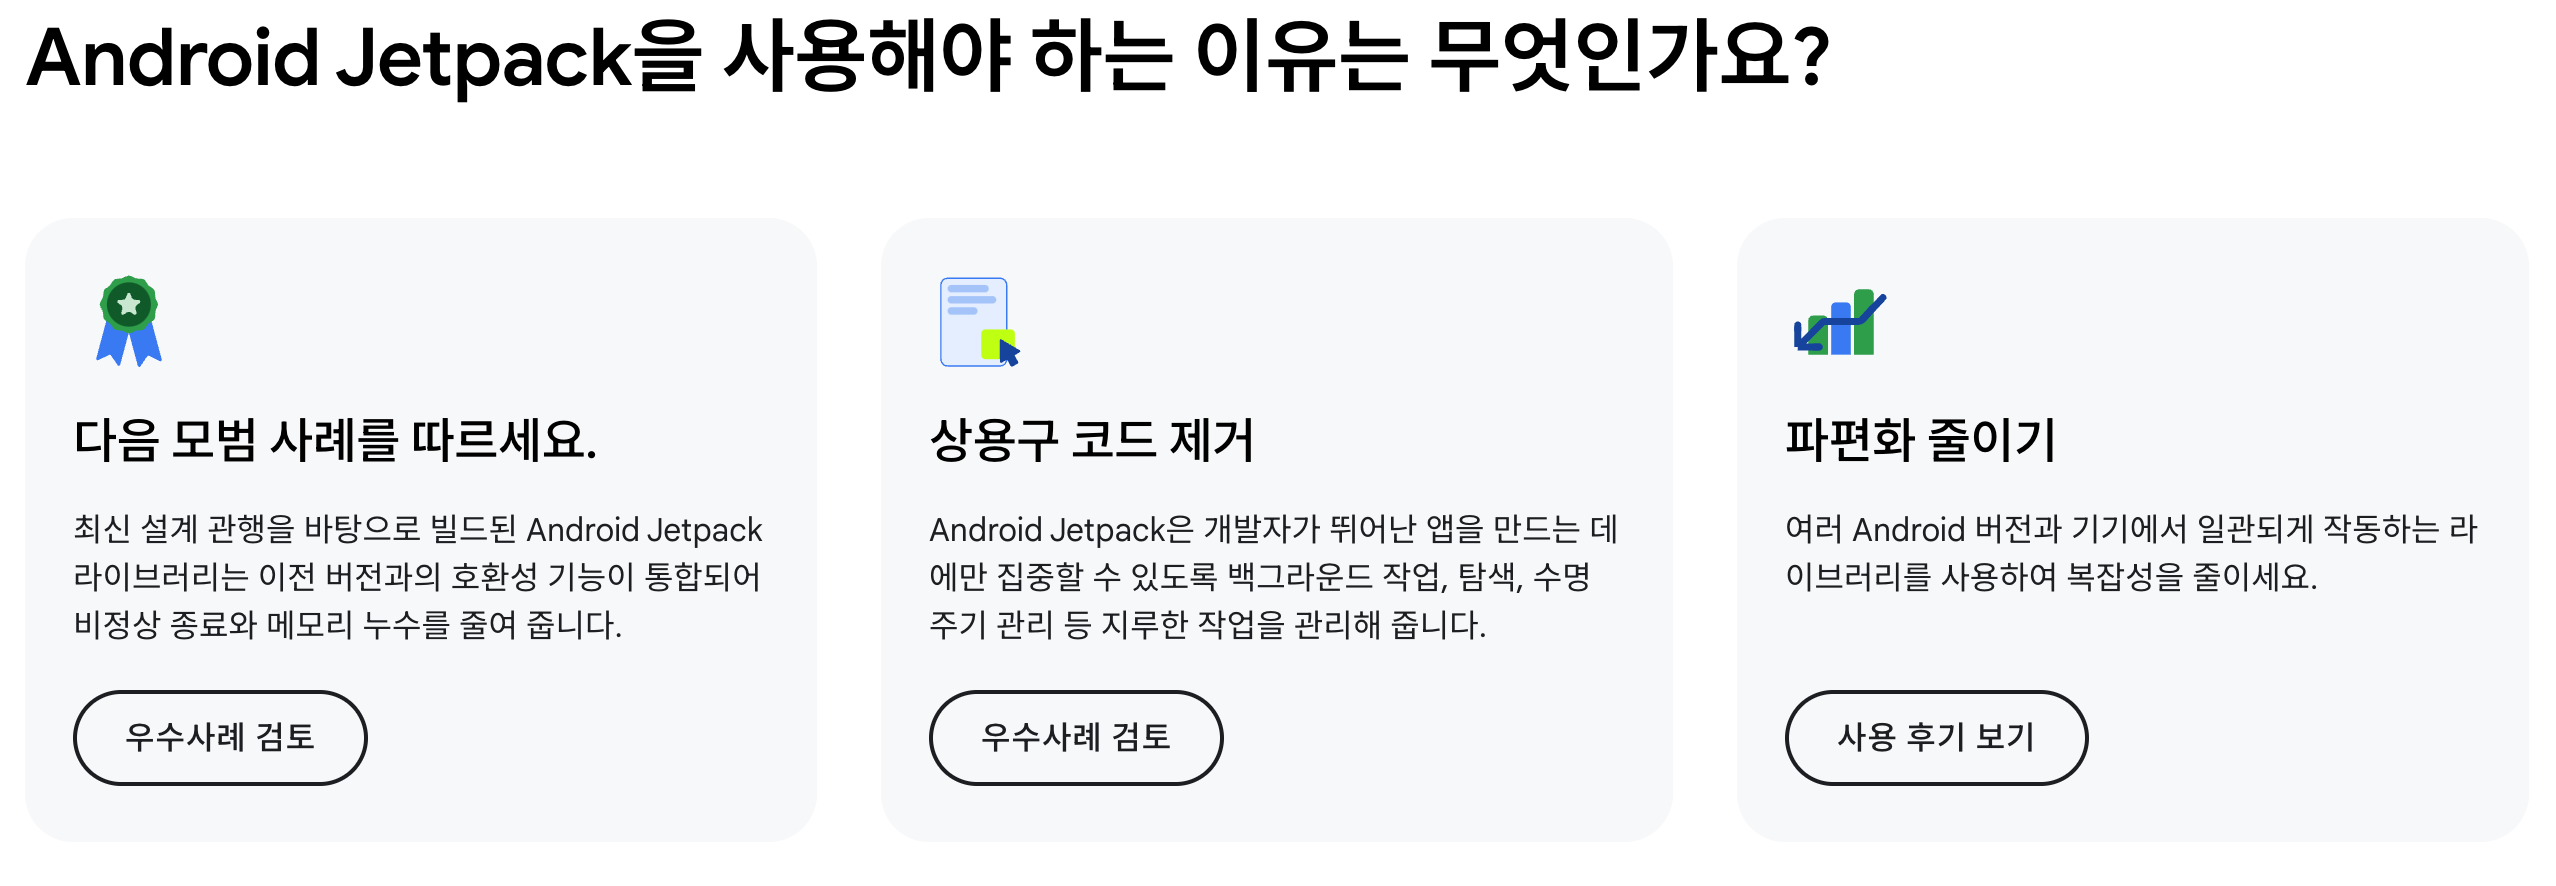 Android Jetpack을 사용해야 하는 이유는 무엇인가요?
다음 모범 사례를 따르세요.
최신 설계 관행을 바탕으로 빌드된 Android Jetpack
라이브러리는 이전 버전과의 호환성 기능이 통합되어
비정상 종료와 메모리 누수를 줄여 줍니다.
우수사례 검토
상용구 코드 제거
Android Jetpack은 개발자가 뛰어난 앱을 만드는 데
에만 집중할 수 있도록 백그라운드 작업, 탐색, 수명
주기 관리 등 지루한 작업을 관리해 줍니다.
우수사례 검토
파편화 줄이기
여러 Android 버전과 기기에서 일관되게 작동하는 라
이브러리를 사용하여 복잡성을 줄이세요.
사용 후기 보기